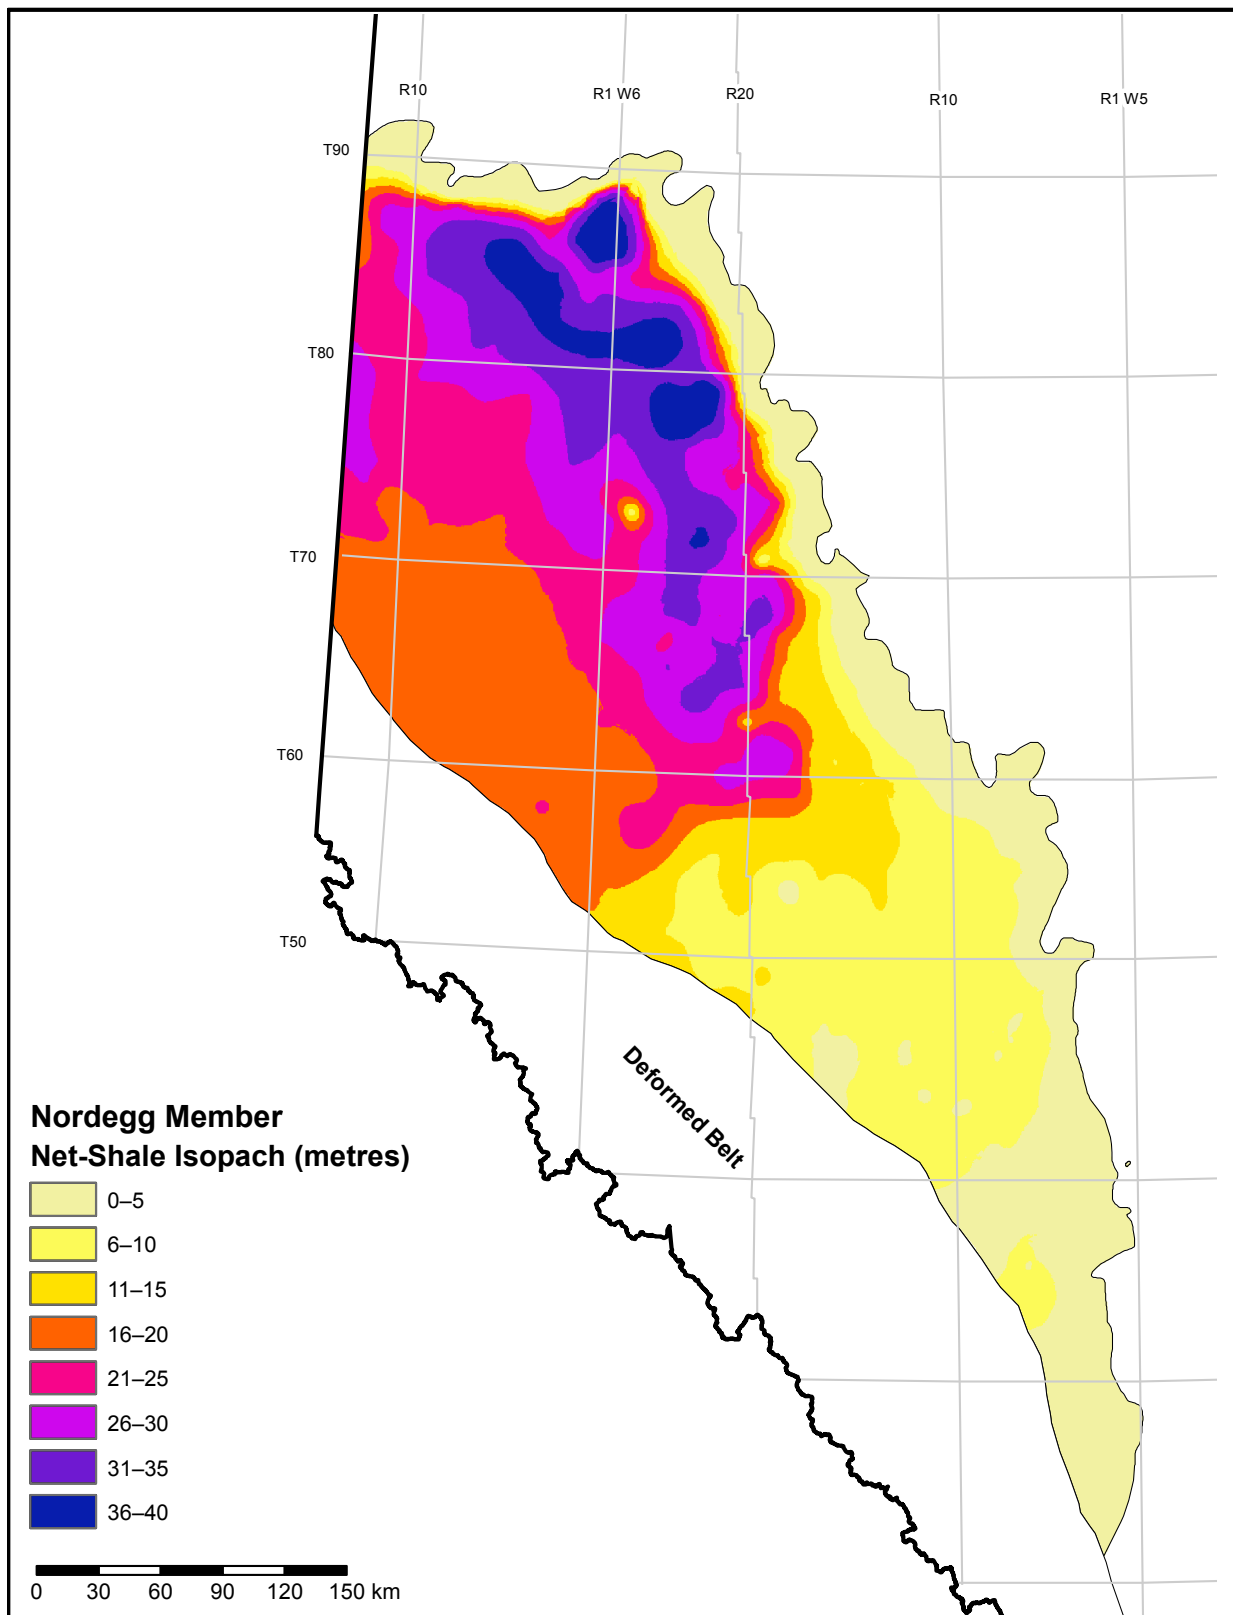 R10
R1 W6
R20
R10
R1 W5
T90
T80
T70
T60
T50
Deformed Belt
Nordegg Member
Net-Shale Isopach (metres)
0–5
6–10
11–15
16–20
21–25
26–30
31–35
36–40
0 30 60 90 120 150 km